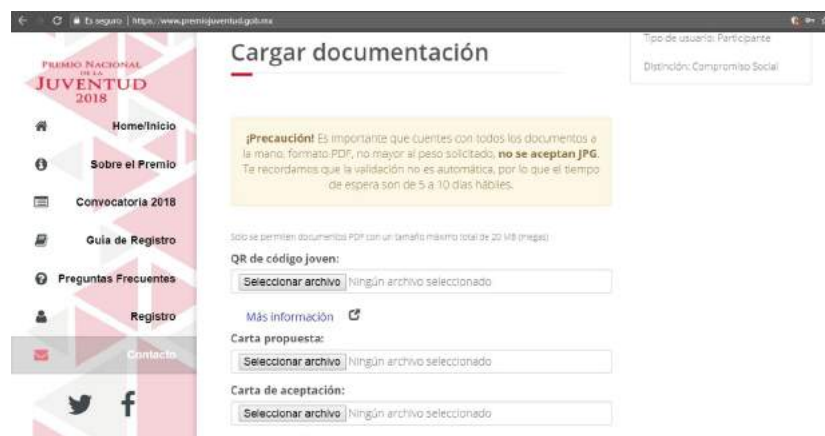 Es seguro | https://www.premiojuventud.gob.mx
PREMIO NACIONAL
DE LA
JUVENTUD
2018
Home/Inicio
Sobre el Premio
Convocatoria 2018
Guia de Registro
Preguntas Frecuentes
Registro
Contacto
Cargar documentación
¡Precaución! Es importante que cuentes con todos los documentos a
la mano, formato PDF, no mayor al peso solicitado, no se aceptan JPG.
Te recordamos que la validación no es automática, por lo que el tiempo
de espera son de 5 a 10 días hábiles.
Solo se permiten documentos PDF con un tamaño máximo total de 20 MB (megas)
QR de código joven:
Seleccionar archivo Ningún archivo seleccionado
Más información
Carta propuesta:
Seleccionar archivo Ningún archivo seleccionado
Carta de aceptación:
Seleccionar archivo Ningún archivo seleccionado
Tipo de usuario: Participante
Distinción: Compromiso Social